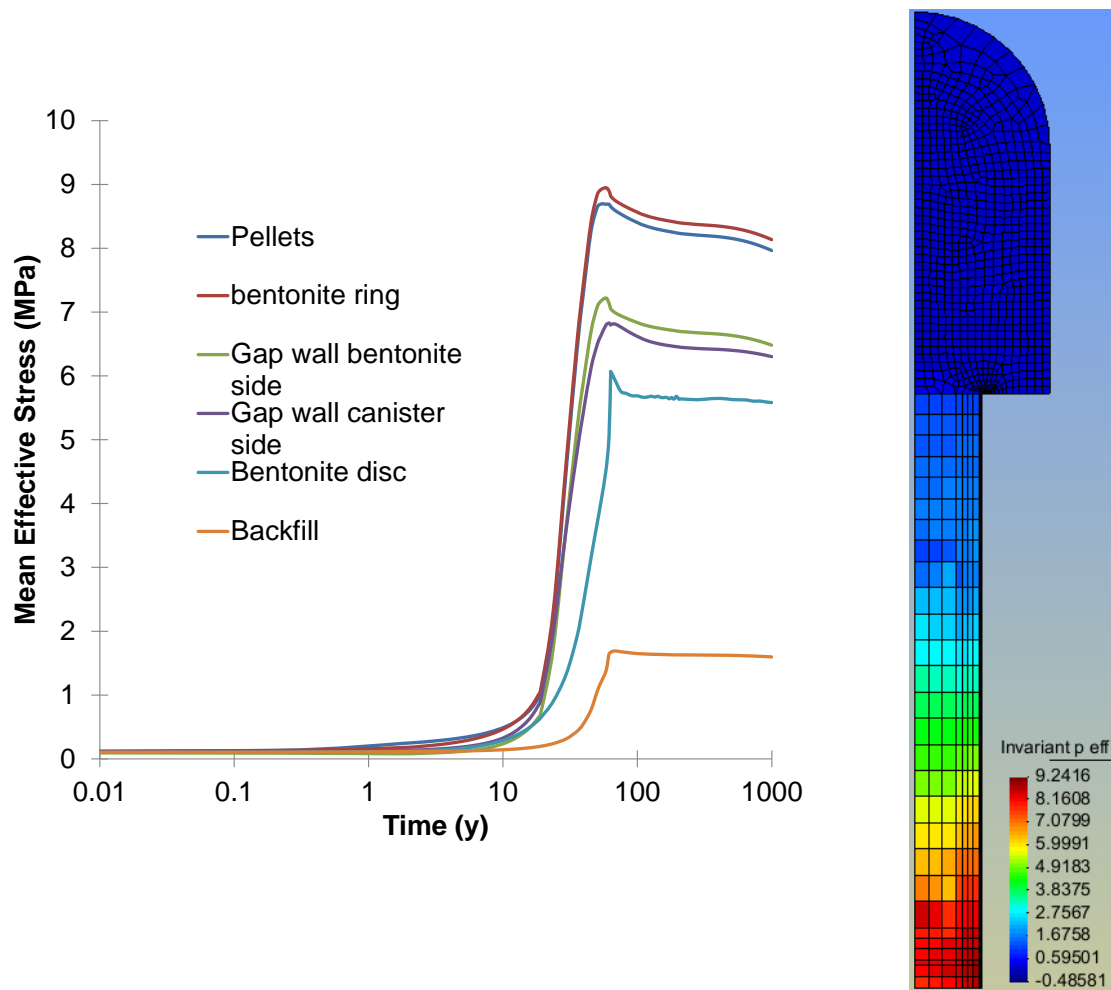 10
9
8
7
6
5
4
3
2
1
0
Mean Effective Stress (MPa)
Pellets
bentonite ring
Gap wall bentonite
side
Gap wall canister
side
Bentonite disc
Backfill
0.01
0.1
1
10
100
1000
Time (y)
Invariant p eff
9.2416
8.1608
7.0799
5.9991
4.9183
3.8375
2.7567
1.6758
0.59501
-0.48581